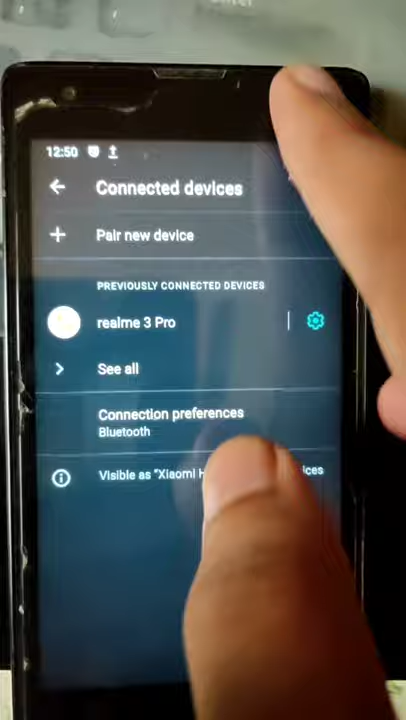 12:50
Connected devices
Pair new device
PREVIOUSLY CONNECTED DEVICES
realme 3 Pro
See all
Connection preferences
Bluetooth
Visible as "Xiaomi